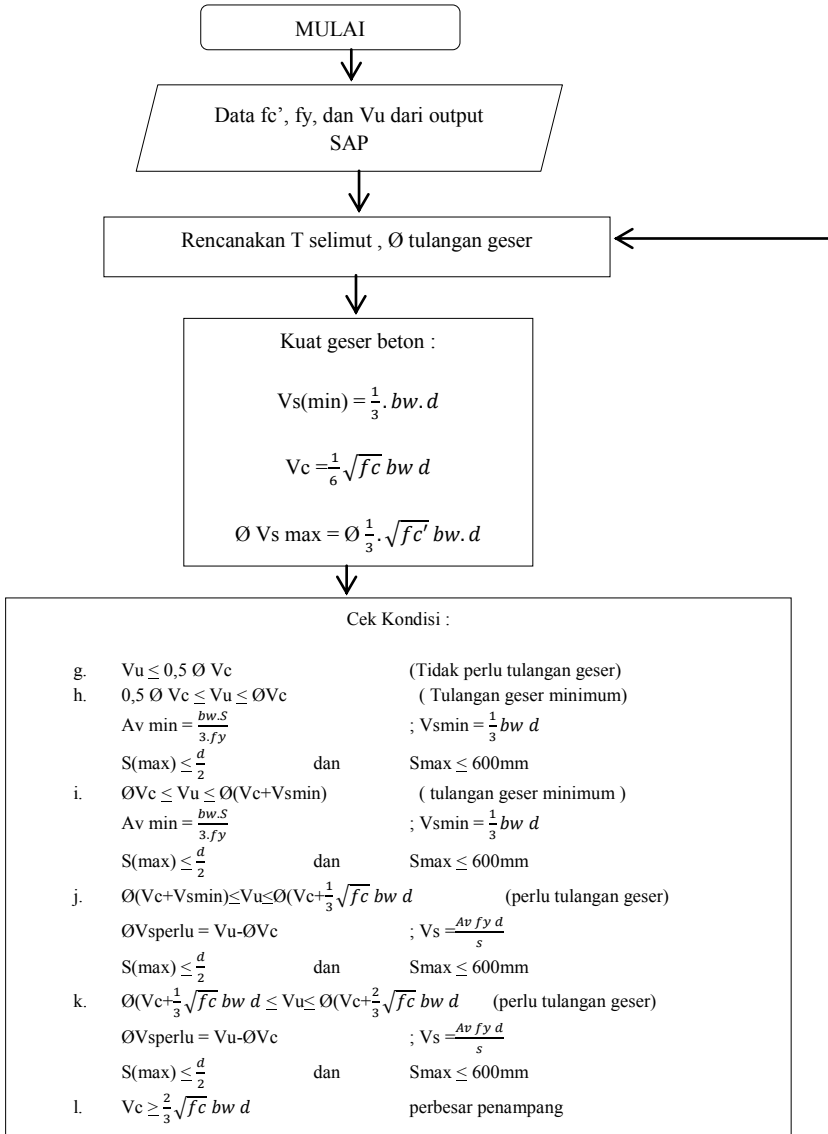 MULAI
Data fc’, fy, dan Vu dari output
SAP
Rencanakan T selimut , Ø tulangan geser
Kuat geser beton :
Vs(min) = 1/3 . bw. d
Vc = 1/6 √fc bw d
Ø Vs max = Ø 1/3 . √fc′ bw. d
Cek Kondisi :
g. Vu ≤ 0,5 Ø Vc (Tidak perlu tulangan geser)
h. 0,5 Ø Vc ≤ Vu ≤ ØVc ( Tulangan geser minimum)
Av min = bw.S/3.fy ; Vsmin = 1/3 bw d
S(max) ≤ d/2 dan Smax ≤ 600mm
i. ØVc ≤ Vu ≤ Ø(Vc+Vsmin) ( tulangan geser minimum )
Av min = bw.S/3.fy ; Vsmin = 1/3 bw d
S(max) ≤ d/2 dan Smax ≤ 600mm
j. Ø(Vc+Vsmin)≤Vu≤Ø(Vc+1/3 √fc bw d (perlu tulangan geser)
ØVsperlu = Vu-ØVc ; Vs = Av fy d/s
S(max) ≤ d/2 dan Smax ≤ 600mm
k. Ø(Vc+1/3 √fc bw d ≤ Vu≤ Ø(Vc+2/3 √fc bw d (perlu tulangan geser)
ØVsperlu = Vu-ØVc ; Vs = Av fy d/s
S(max) ≤ d/2 dan Smax ≤ 600mm
l. Vc ≥ 2/3 √fc bw d perbesar penampang